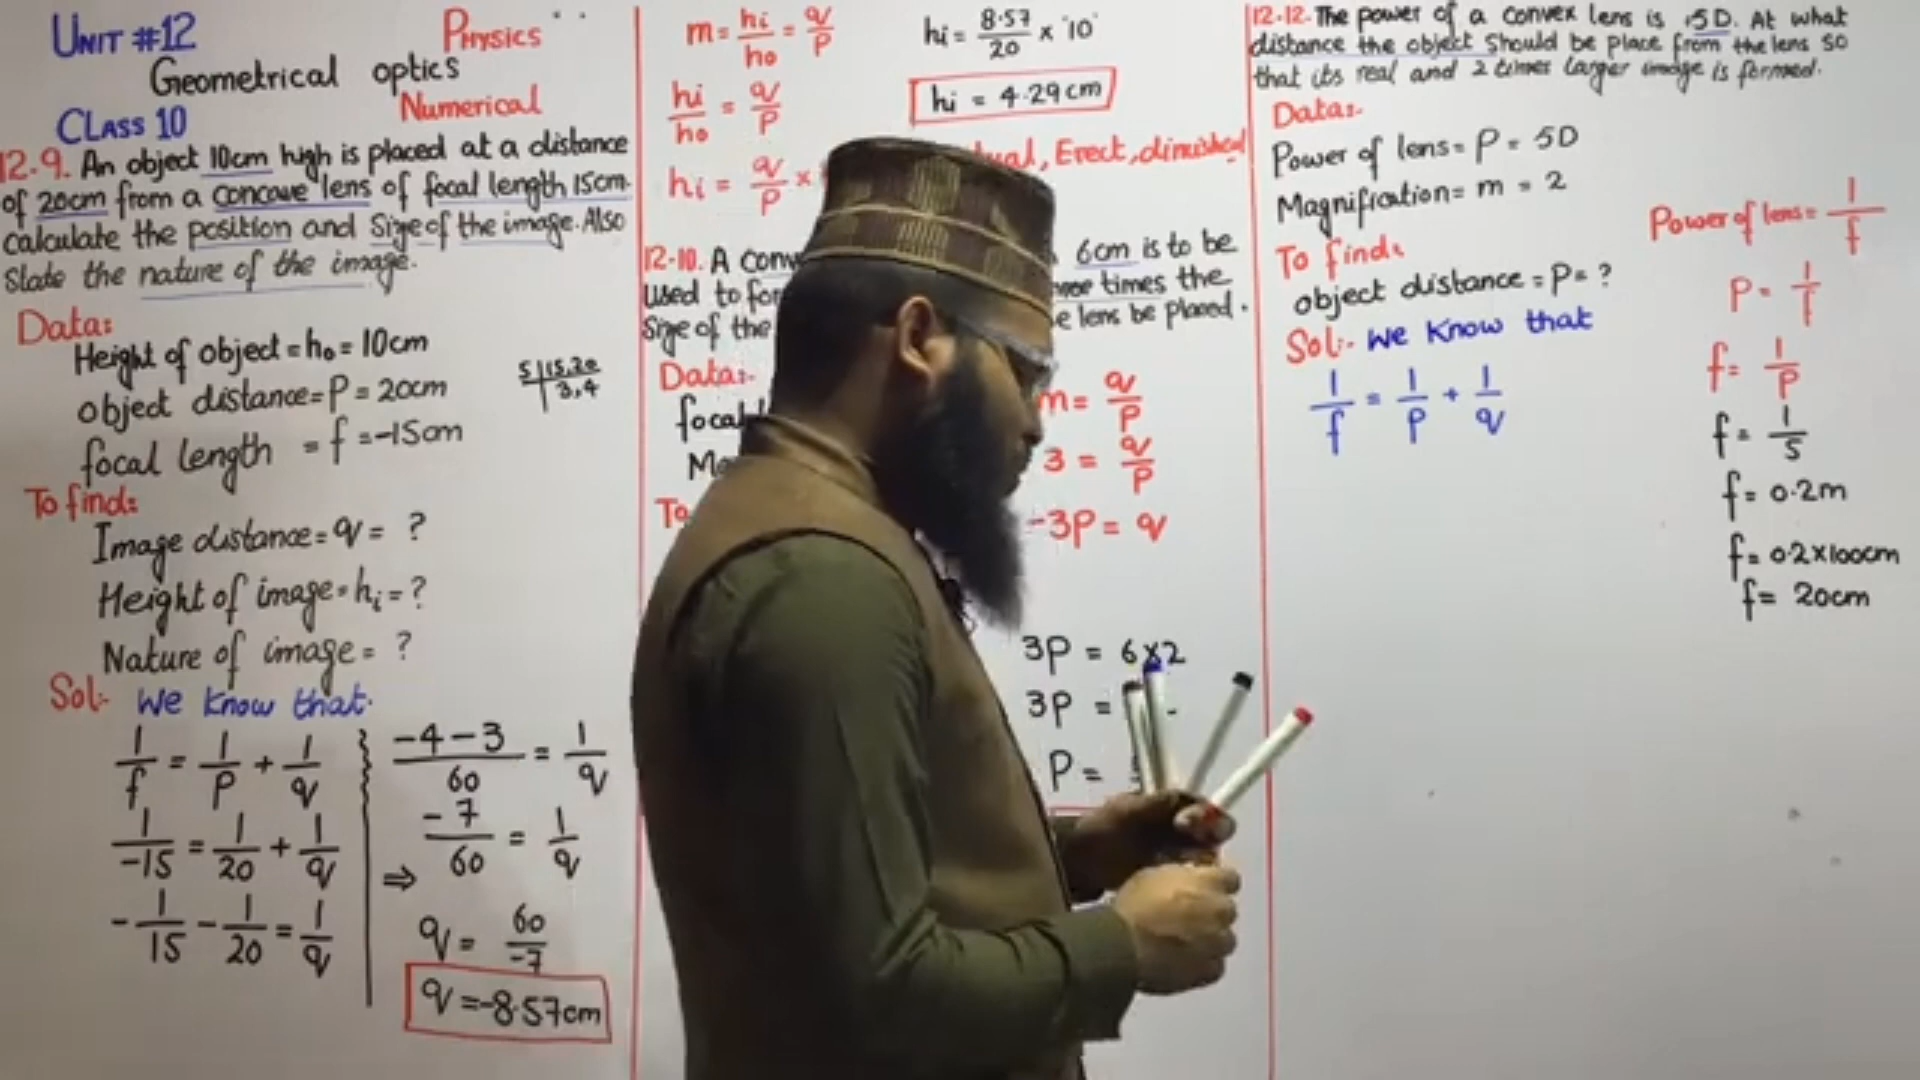 UNIT #12
Physics
Geometrical optics
Numerical
CLASS 10
12.9. An object 10cm high is placed at a distance
of 20cm from a concave lens of focal length 15cm.
calculate the position and Size of the image. Also
State the nature of the image.
Data:
Height of object = ho = 10cm
object distance = P = 20cm
focal length = f = -15cm
5|15,20
3,4
To find:
Image distance = q = ?
Height of image = hi = ?
Nature of image = ?
Sol:- We Know that.
1/f = 1/P + 1/q
1/-15 = 1/20 + 1/q
-1/15 - 1/20 = 1/q
-4-3/60 = 1/q
-7/60 = 1/q
⇒
q = 60/-7
q = -8.57cm
m = hi/ho = q/P
hi/ho = q/P
hi = q/P ×
hi = 8.57/20 × 10
hi = 4.29cm
Erect, diminished
12.10. A 6cm is to be
Used to times the
Size of the lens be placed.
Data:-
m = q/P
3 = q/P
-3P = q
3P = 6×2
3P =
P =
12.12. The power of a convex lens is 5D. At what
distance the object Should be place from the lens so
that its real and 2 times larger image is formed.
Data:-
Power of lens = P = 5D
Magnification = m = 2
To find:
object distance = P = ?
Sol:- We Know that
1/f = 1/P + 1/q
Power of lens = 1/f
P = 1/f
f = 1/P
f = 1/5
f = 0.2m
f = 0.2×100cm
f = 20cm